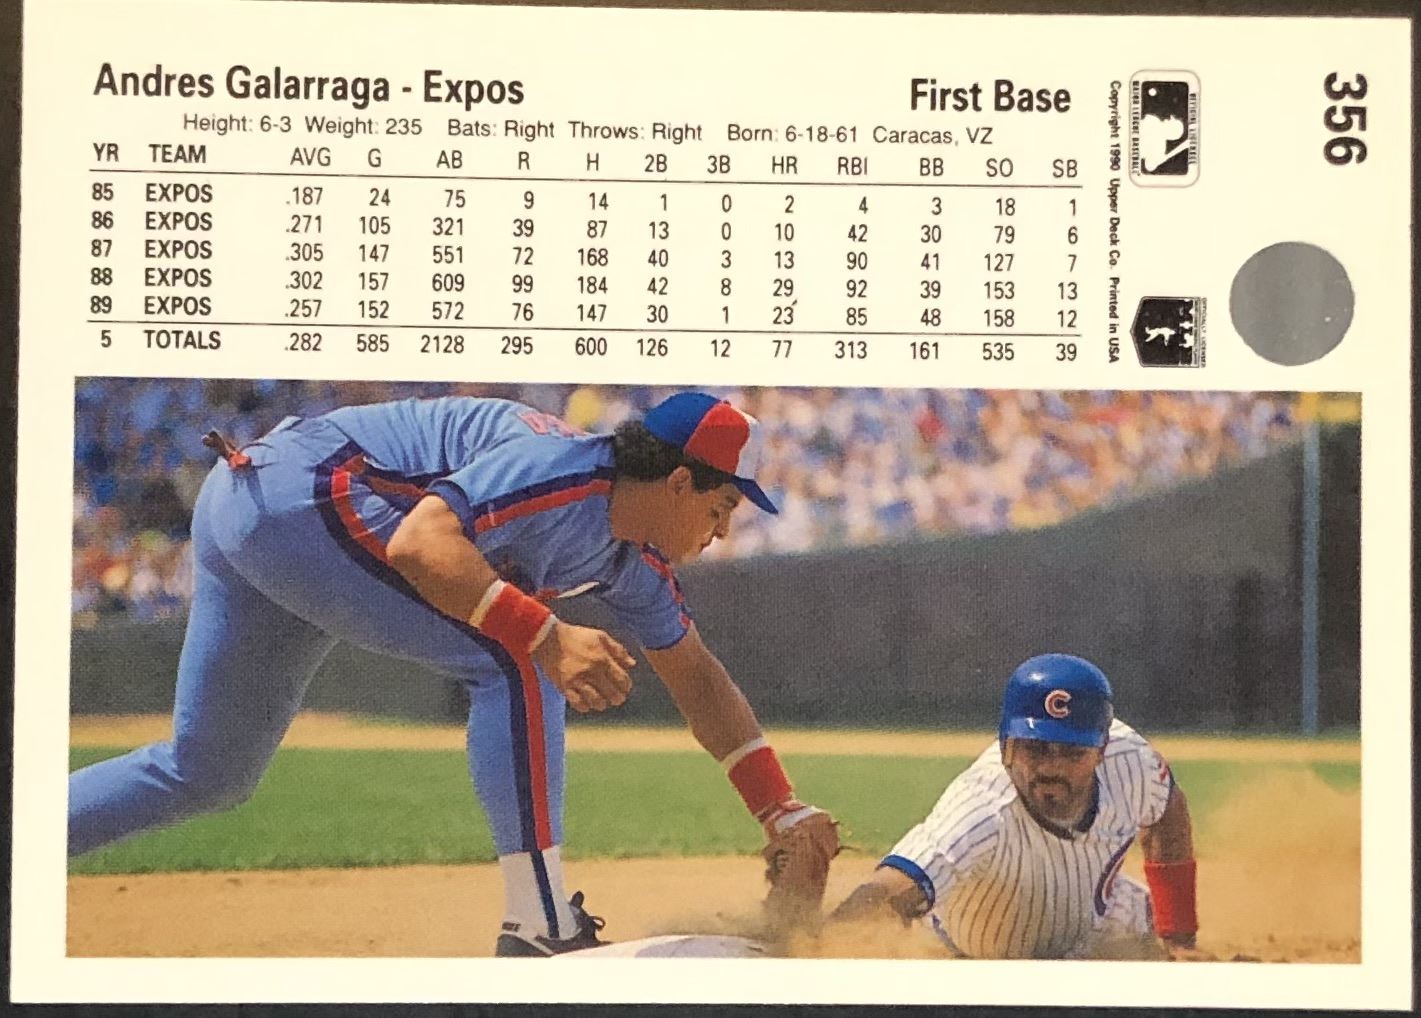 Andres Galarraga - Expos First Base
Height: 6-3 Weight: 235 Bats: Right Throws: Right Born: 6-18-61 Caracas, VZ
YR TEAM AVG G AB R H 2B 3B HR RBI BB SO SB
85 EXPOS .187 24 75 9 14 1 0 2 4 3 18 1
86 EXPOS .271 105 321 39 87 13 0 10 42 30 79 6
87 EXPOS .305 147 551 72 168 40 3 13 90 41 127 7
88 EXPOS .302 157 609 99 184 42 8 29 92 39 153 13
89 EXPOS .257 152 572 76 147 30 1 23 85 48 158 12
5 TOTALS .282 585 2128 295 600 126 12 77 313 161 535 39
Copyright 1990 Upper Deck Co. Printed in USA
OFFICIAL LICENSEE
MAJOR LEAGUE BASEBALL
356
C